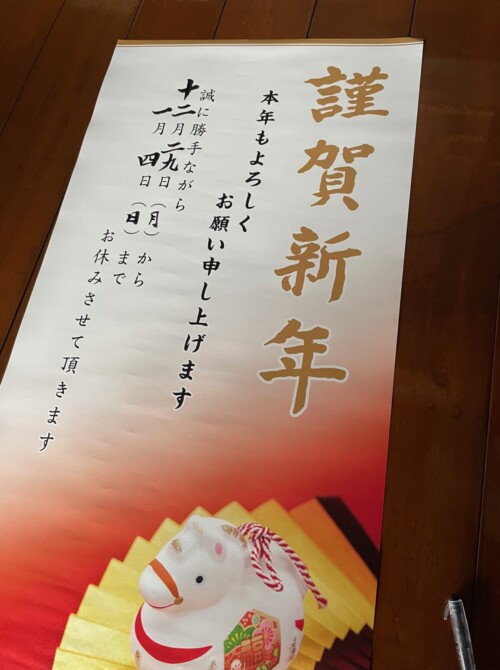 謹賀新年
本年もよろしく
お願い申し上げます
誠に勝手ながら
十二月二九日（月）から
一月四日（日）まで
お休みさせて頂きます